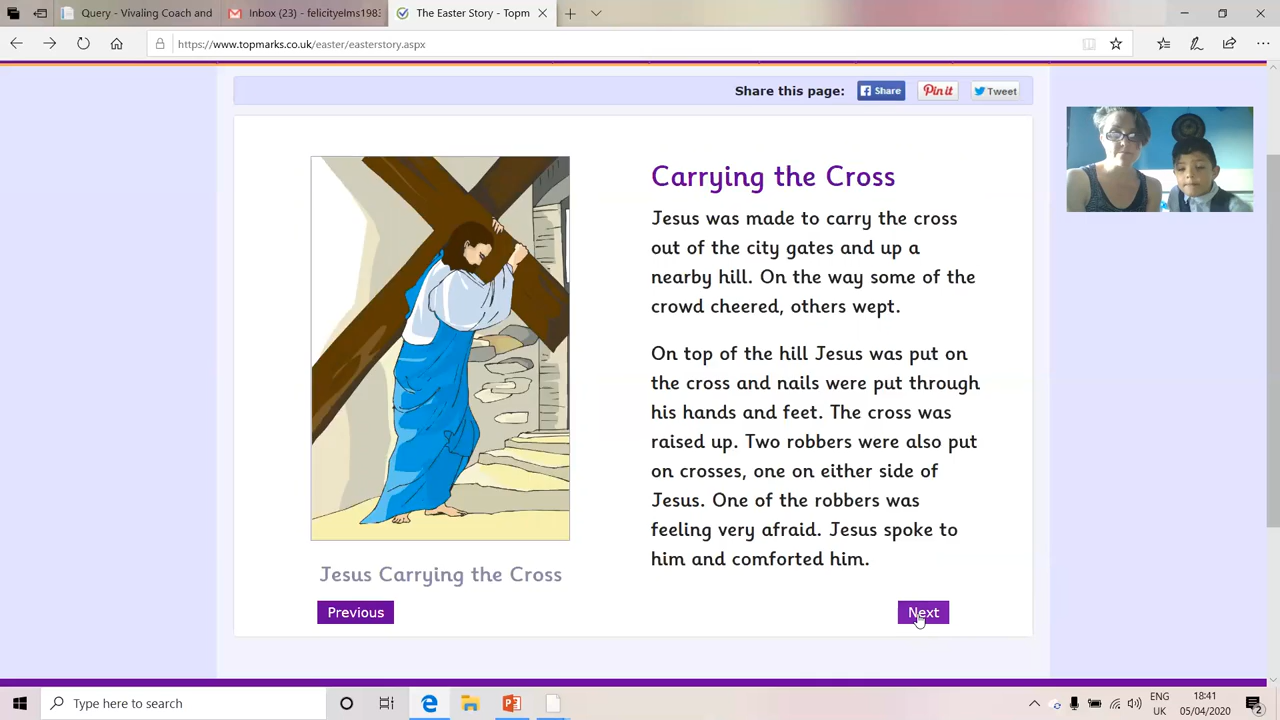 Query - Vivaling Coach and
Inbox (23) - felicityelms198
The Easter Story - Topm
https://www.topmarks.co.uk/easter/easterstory.aspx
Share this page:
Share
Pin it
Tweet
Carrying the Cross
Jesus was made to carry the cross
out of the city gates and up a
nearby hill. On the way some of the
crowd cheered, others wept.
On top of the hill Jesus was put on
the cross and nails were put through
his hands and feet. The cross was
raised up. Two robbers were also put
on crosses, one on either side of
Jesus. One of the robbers was
feeling very afraid. Jesus spoke to
him and comforted him.
Jesus Carrying the Cross
Previous
Next
Type here to search
ENG
UK
18:41
05/04/2020
2